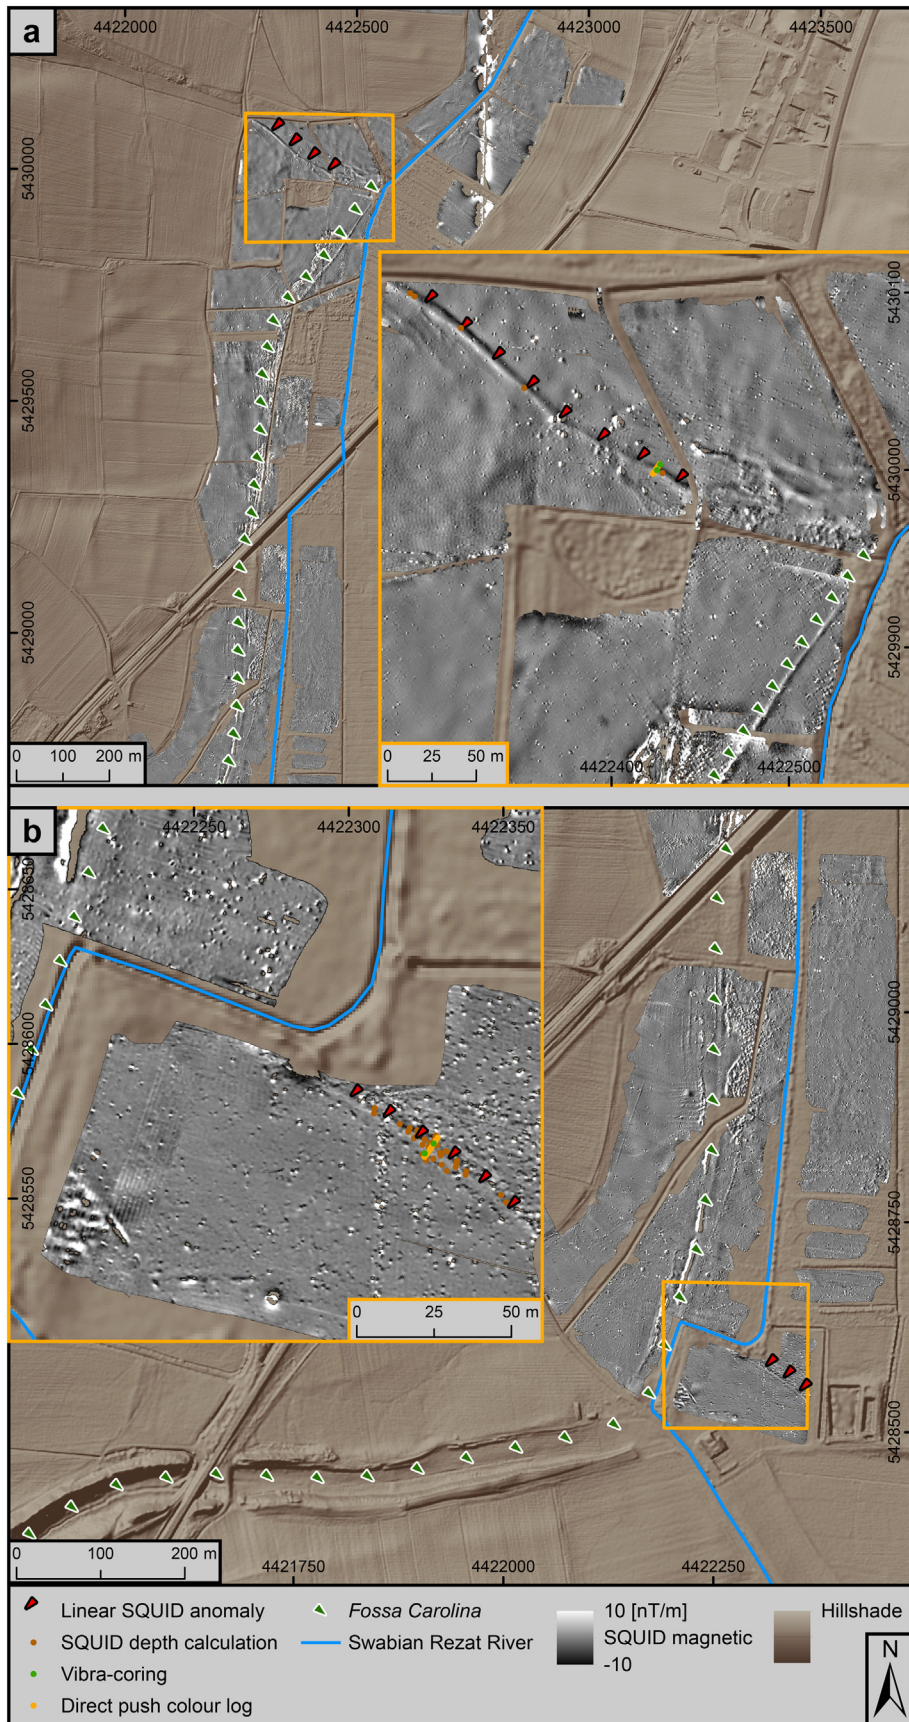 a
4422000 4422500 4423000 4423500
5430000
5429500
5429000
5430100
5430000
5429900
4422400 4422500
0 100 200 m
0 25 50 m
b
4422250 4422300 4422350
5428650
5428600
5428550
0 25 50 m
5429000
5428750
5428500
0 100 200 m
4421750 4422000 4422250
Linear SQUID anomaly
SQUID depth calculation
Vibra-coring
Direct push colour log
Fossa Carolina
Swabian Rezat River
10 [nT/m]
SQUID magnetic
-10
Hillshade
N